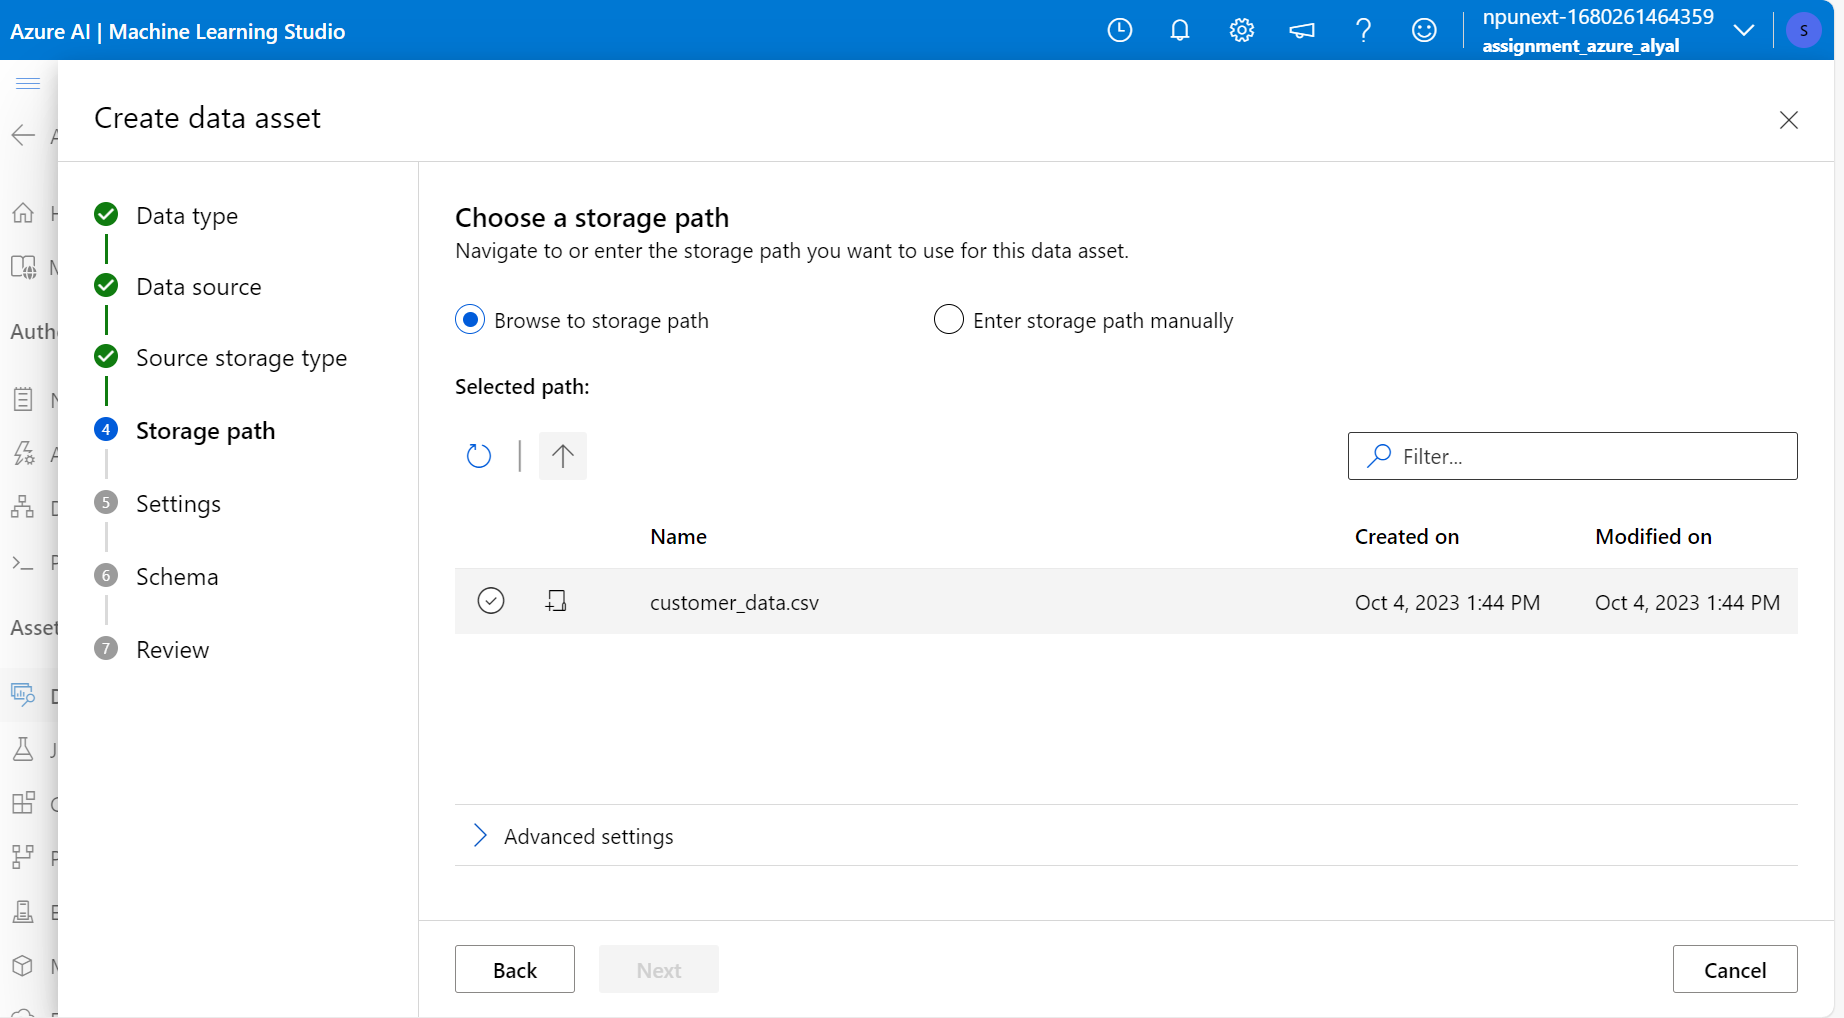 Azure AI | Machine Learning Studio
npunext-1680261464359
assignment_azure_alyal
S
Create data asset
Auth
Asset
Data type
Data source
Source storage type
4 Storage path
5 Settings
6 Schema
7 Review
Choose a storage path
Navigate to or enter the storage path you want to use for this data asset.
Browse to storage path
Enter storage path manually
Selected path:
Filter...
Name Created on Modified on
customer_data.csv Oct 4, 2023 1:44 PM Oct 4, 2023 1:44 PM
Advanced settings
Back
Next
Cancel